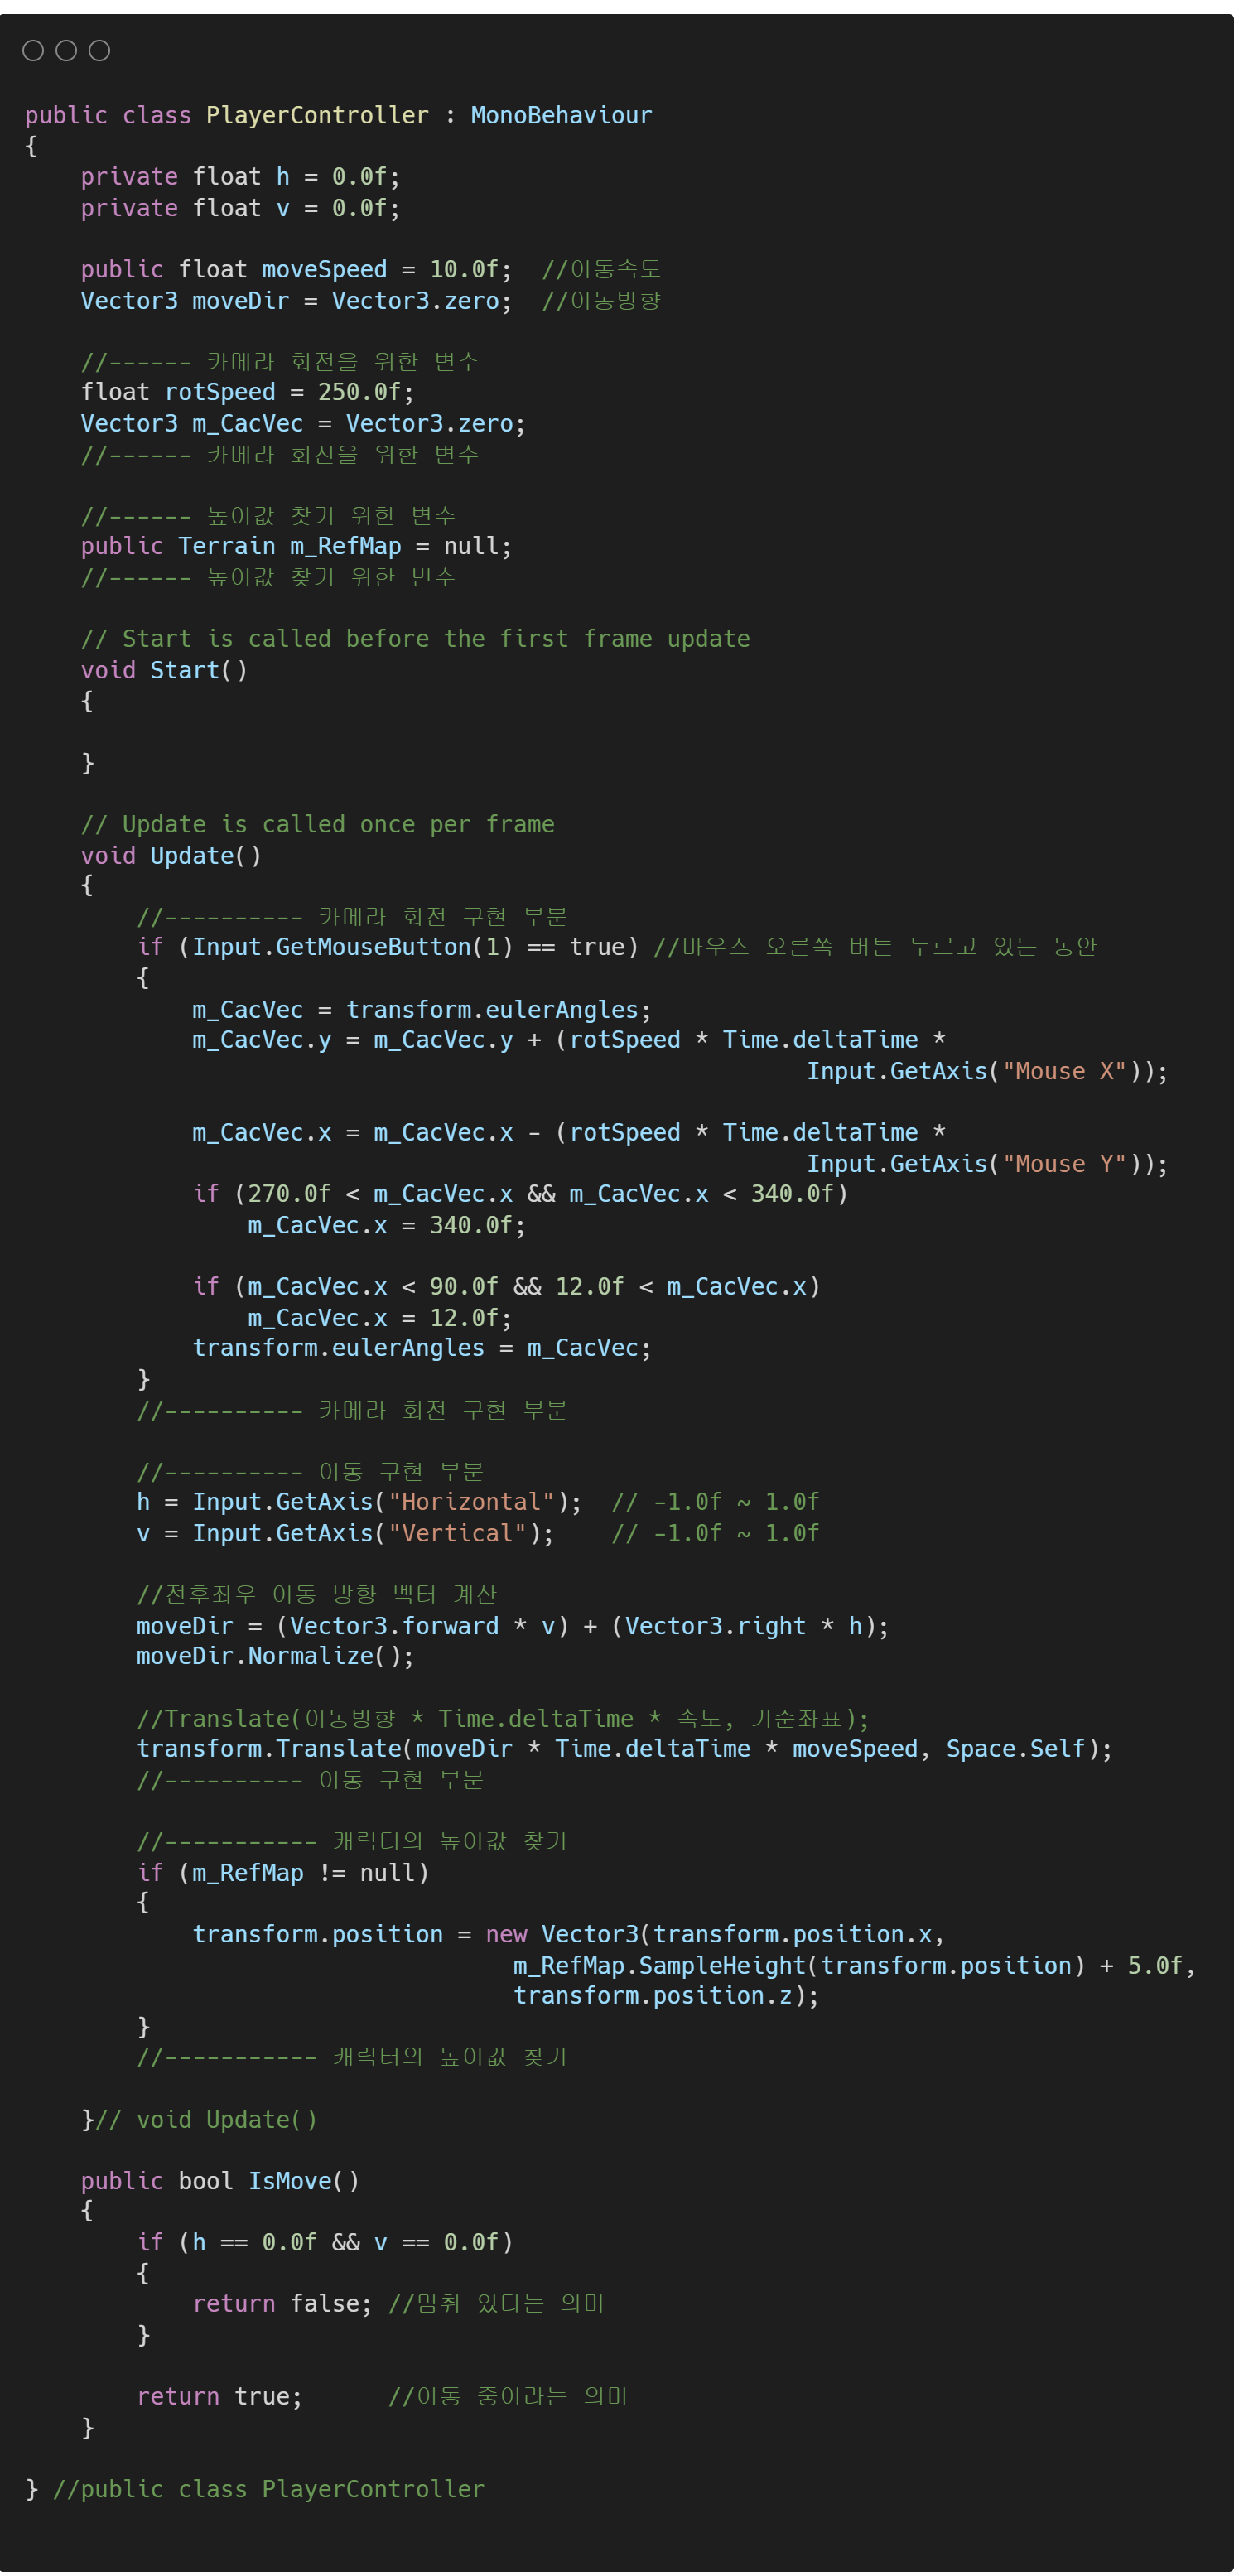 public class PlayerController : MonoBehaviour
{
    private float h = 0.0f;
    private float v = 0.0f;

    public float moveSpeed = 10.0f;  //이동속도
    Vector3 moveDir = Vector3.zero;  //이동방향

    //------ 카메라 회전을 위한 변수
    float rotSpeed = 250.0f;
    Vector3 m_CacVec = Vector3.zero;
    //------ 카메라 회전을 위한 변수

    //------ 높이값 찾기 위한 변수
    public Terrain m_RefMap = null;
    //------ 높이값 찾기 위한 변수

    // Start is called before the first frame update
    void Start()
    {

    }

    // Update is called once per frame
    void Update()
    {
        //---------- 카메라 회전 구현 부분
        if (Input.GetMouseButton(1) == true) //마우스 오른쪽 버튼 누르고 있는 동안
        {
            m_CacVec = transform.eulerAngles;
            m_CacVec.y = m_CacVec.y + (rotSpeed * Time.deltaTime *
                                                        Input.GetAxis("Mouse X"));

            m_CacVec.x = m_CacVec.x - (rotSpeed * Time.deltaTime *
                                                        Input.GetAxis("Mouse Y"));
            if (270.0f < m_CacVec.x && m_CacVec.x < 340.0f)
                m_CacVec.x = 340.0f;

            if (m_CacVec.x < 90.0f && 12.0f < m_CacVec.x)
                m_CacVec.x = 12.0f;
            transform.eulerAngles = m_CacVec;
        }
        //---------- 카메라 회전 구현 부분

        //---------- 이동 구현 부분
        h = Input.GetAxis("Horizontal");  // -1.0f ~ 1.0f
        v = Input.GetAxis("Vertical");    // -1.0f ~ 1.0f

        //전후좌우 이동 방향 벡터 계산
        moveDir = (Vector3.forward * v) + (Vector3.right * h);
        moveDir.Normalize();

        //Translate(이동방향 * Time.deltaTime * 속도, 기준좌표);
        transform.Translate(moveDir * Time.deltaTime * moveSpeed, Space.Self);
        //---------- 이동 구현 부분

        //----------- 캐릭터의 높이값 찾기
        if (m_RefMap != null)
        {
            transform.position = new Vector3(transform.position.x,
                                   m_RefMap.SampleHeight(transform.position) + 5.0f,
                                   transform.position.z);
        }
        //----------- 캐릭터의 높이값 찾기

    }// void Update()

    public bool IsMove()
    {
        if (h == 0.0f && v == 0.0f)
        {
            return false; //멈춰 있다는 의미
        }

        return true;      //이동 중이라는 의미
    }

} //public class PlayerController